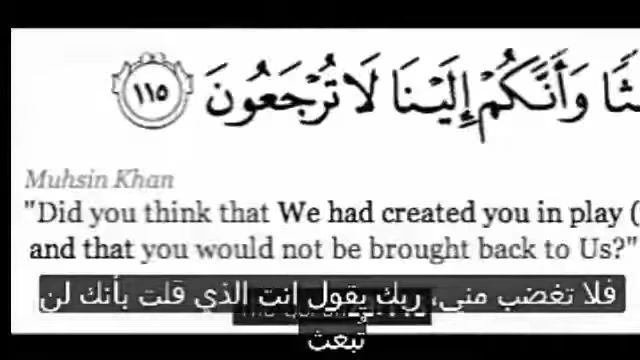 ثًا وَأَنَّكُمْ إِلَيْنَا لَا تُرْجَعُونَ ١١٥
Muhsin Khan
"Did you think that We had created you in play (
and that you would not be brought back to Us?"
فلا تغضب مني، ربك يقول انت الذي قلت بأنك لن
تُبعث